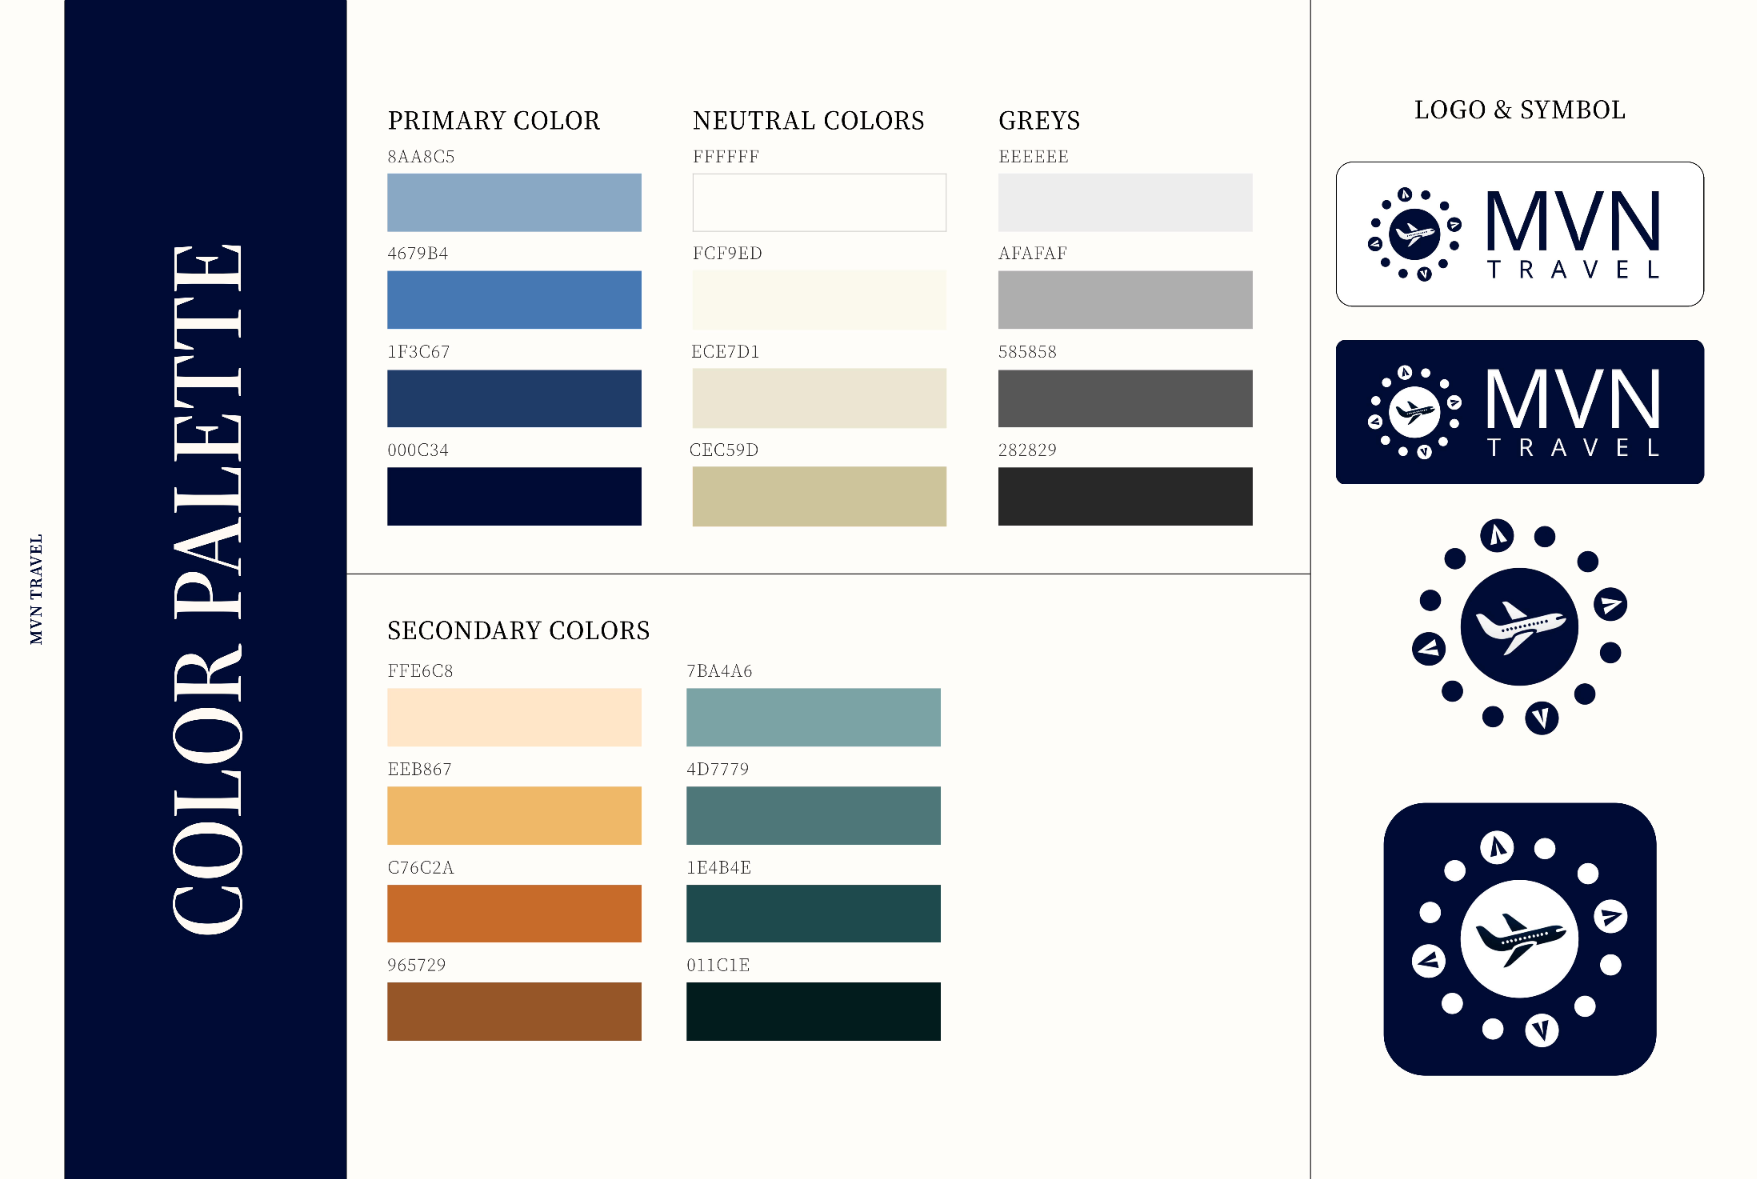 MVN TRAVEL
COLOR PALETTE
PRIMARY COLOR
8AA8C5
4679B4
1F3C67
000C34
NEUTRAL COLORS
FFFFFF
FCF9ED
ECE7D1
CEC59D
GREYS
EEEEEE
AFAFAF
585858
282829
SECONDARY COLORS
FFE6C8
EEB867
C76C2A
965729
7BA4A6
4D7779
1E4B4E
011C1E
LOGO & SYMBOL
MVN
TRAVEL
MVN
TRAVEL